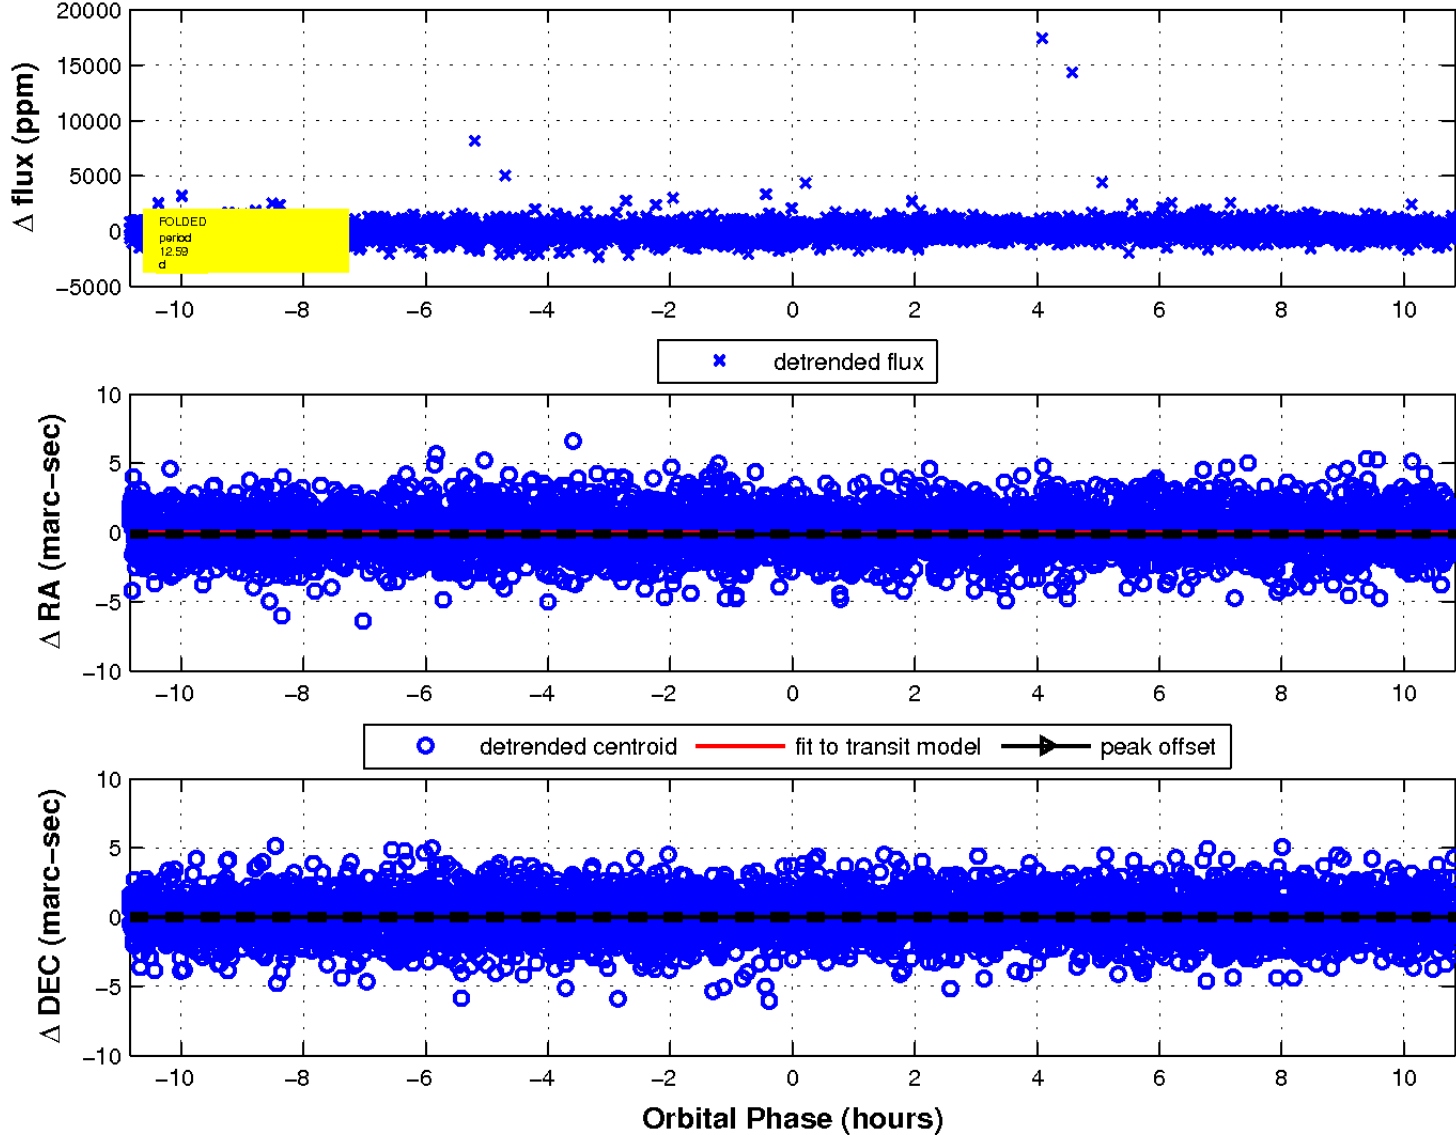 20000
15000
10000
5000
0
−5000
Δ flux (ppm)
FOLDED
period
12.59
d
−10 −8 −6 −4 −2 0 2 4 6 8 10
detrended flux
10
5
0
−5
−10
Δ RA (marc−sec)
−10 −8 −6 −4 −2 0 2 4 6 8 10
detrended centroid fit to transit model peak offset
10
5
0
−5
−10
Δ DEC (marc−sec)
−10 −8 −6 −4 −2 0 2 4 6 8 10
Orbital Phase (hours)